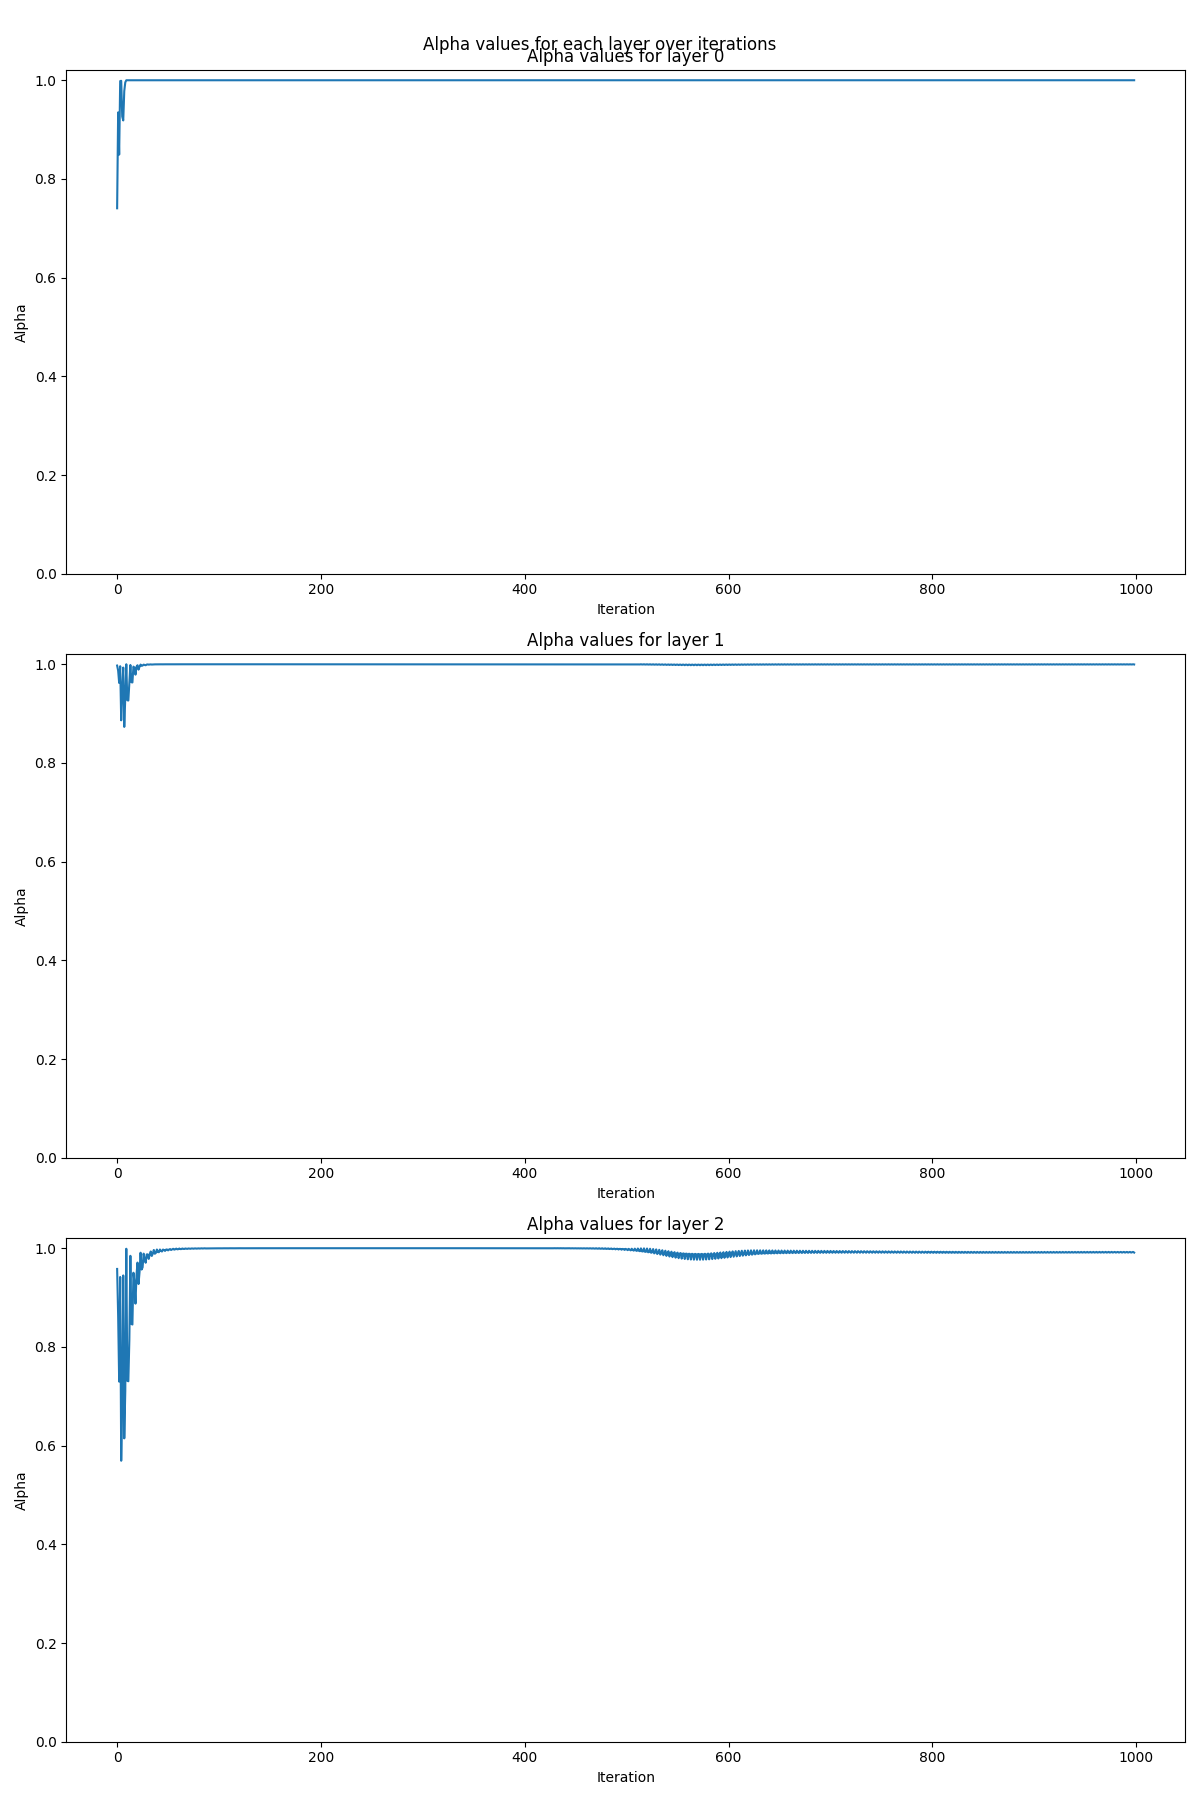 Alpha values for each layer over iterations
Alpha values for layer 0
1.0
0.8
0.6
0.4
0.2
0.0
Alpha
0 200 400 600 800 1000
Iteration
Alpha values for layer 1
1.0
0.8
0.6
0.4
0.2
0.0
Alpha
0 200 400 600 800 1000
Iteration
Alpha values for layer 2
1.0
0.8
0.6
0.4
0.2
0.0
Alpha
0 200 400 600 800 1000
Iteration